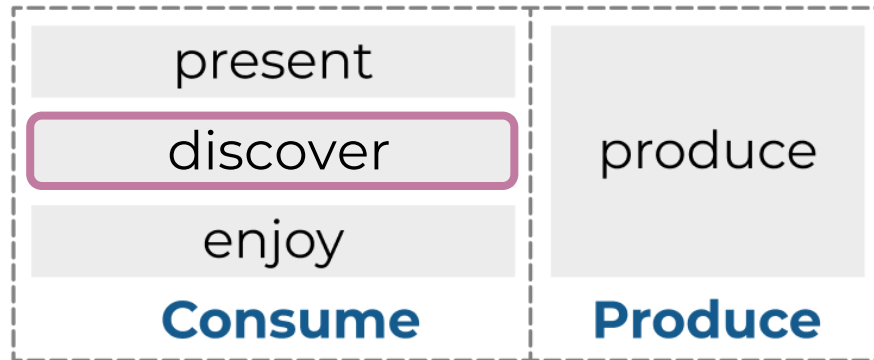 present
discover
enjoy
Consume
produce
Produce